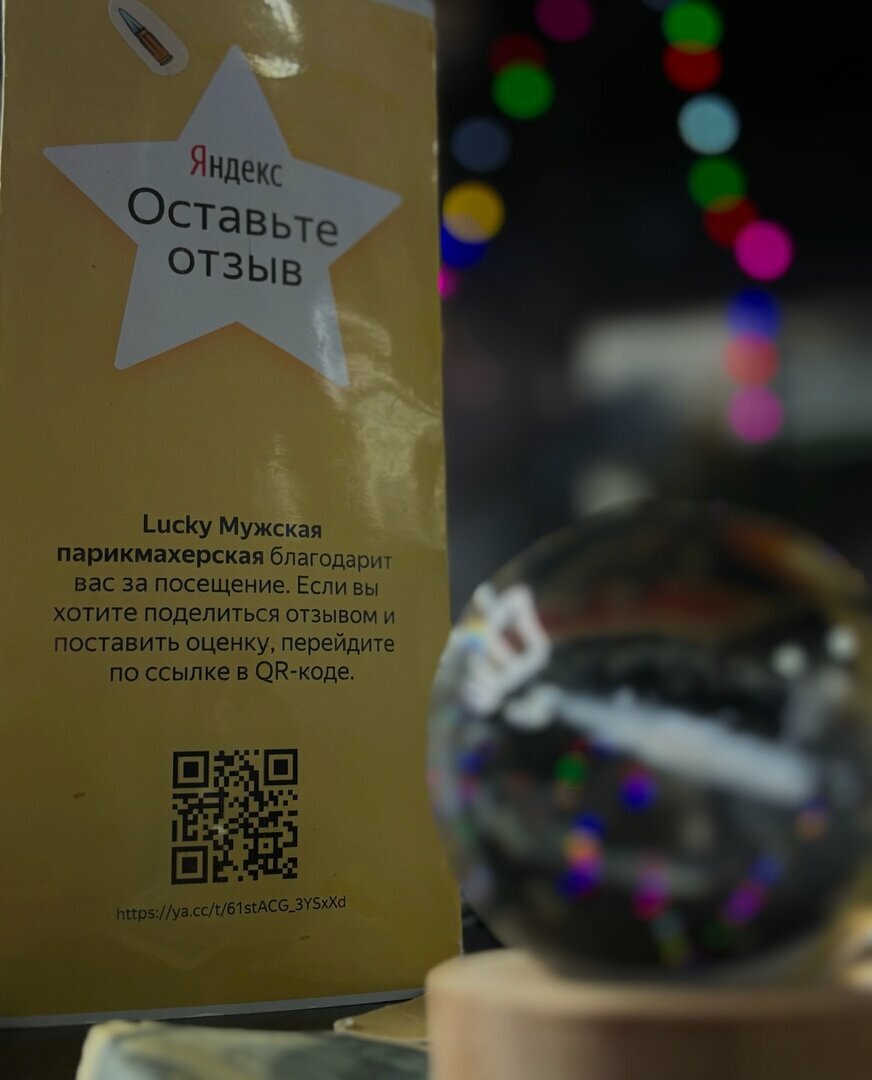 Яндекс
Оставьте
отзыв
Lucky Мужская
парикмахерская благодарит
вас за посещение. Если вы
хотите поделиться отзывом и
поставить оценку, перейдите
по ссылке в QR-коде.
https://ya.cc/t/61stACG_3YSxXd